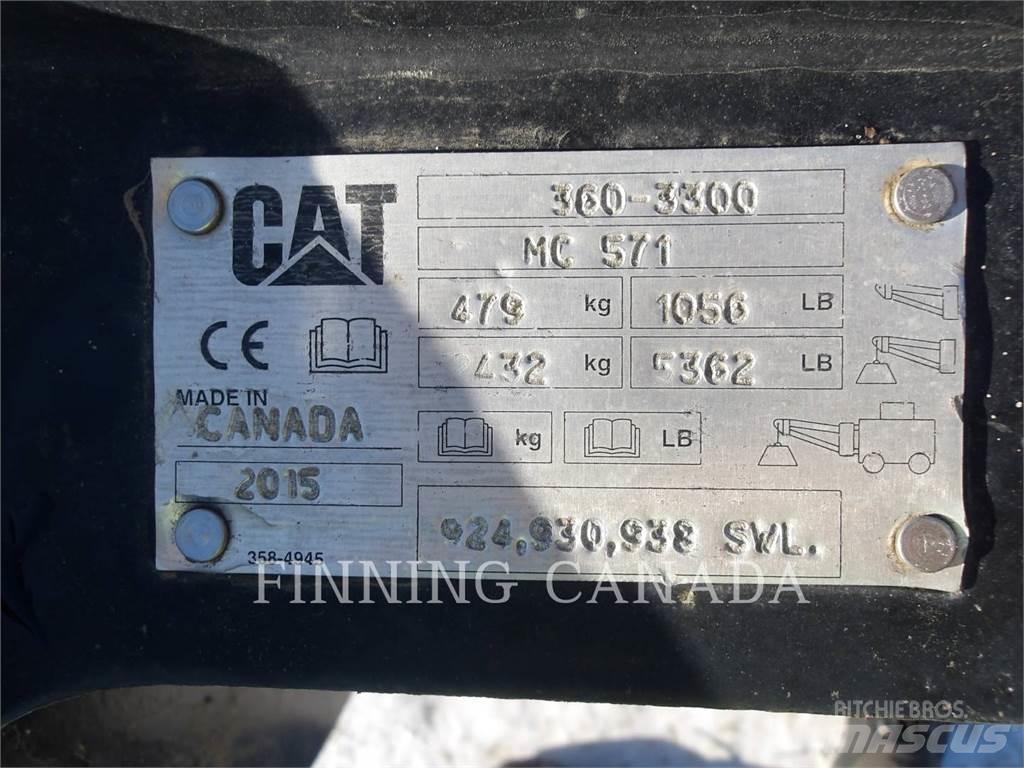 CAT
360-3300
MC 571
479 kg 1056 LB
2432 kg 5362 LB
CE
MADE IN
CANADA
kg LB
2015
924,930,938 SWL.
358-4945
FINNING CANADA
RITCHIE BROS.
MASCUS